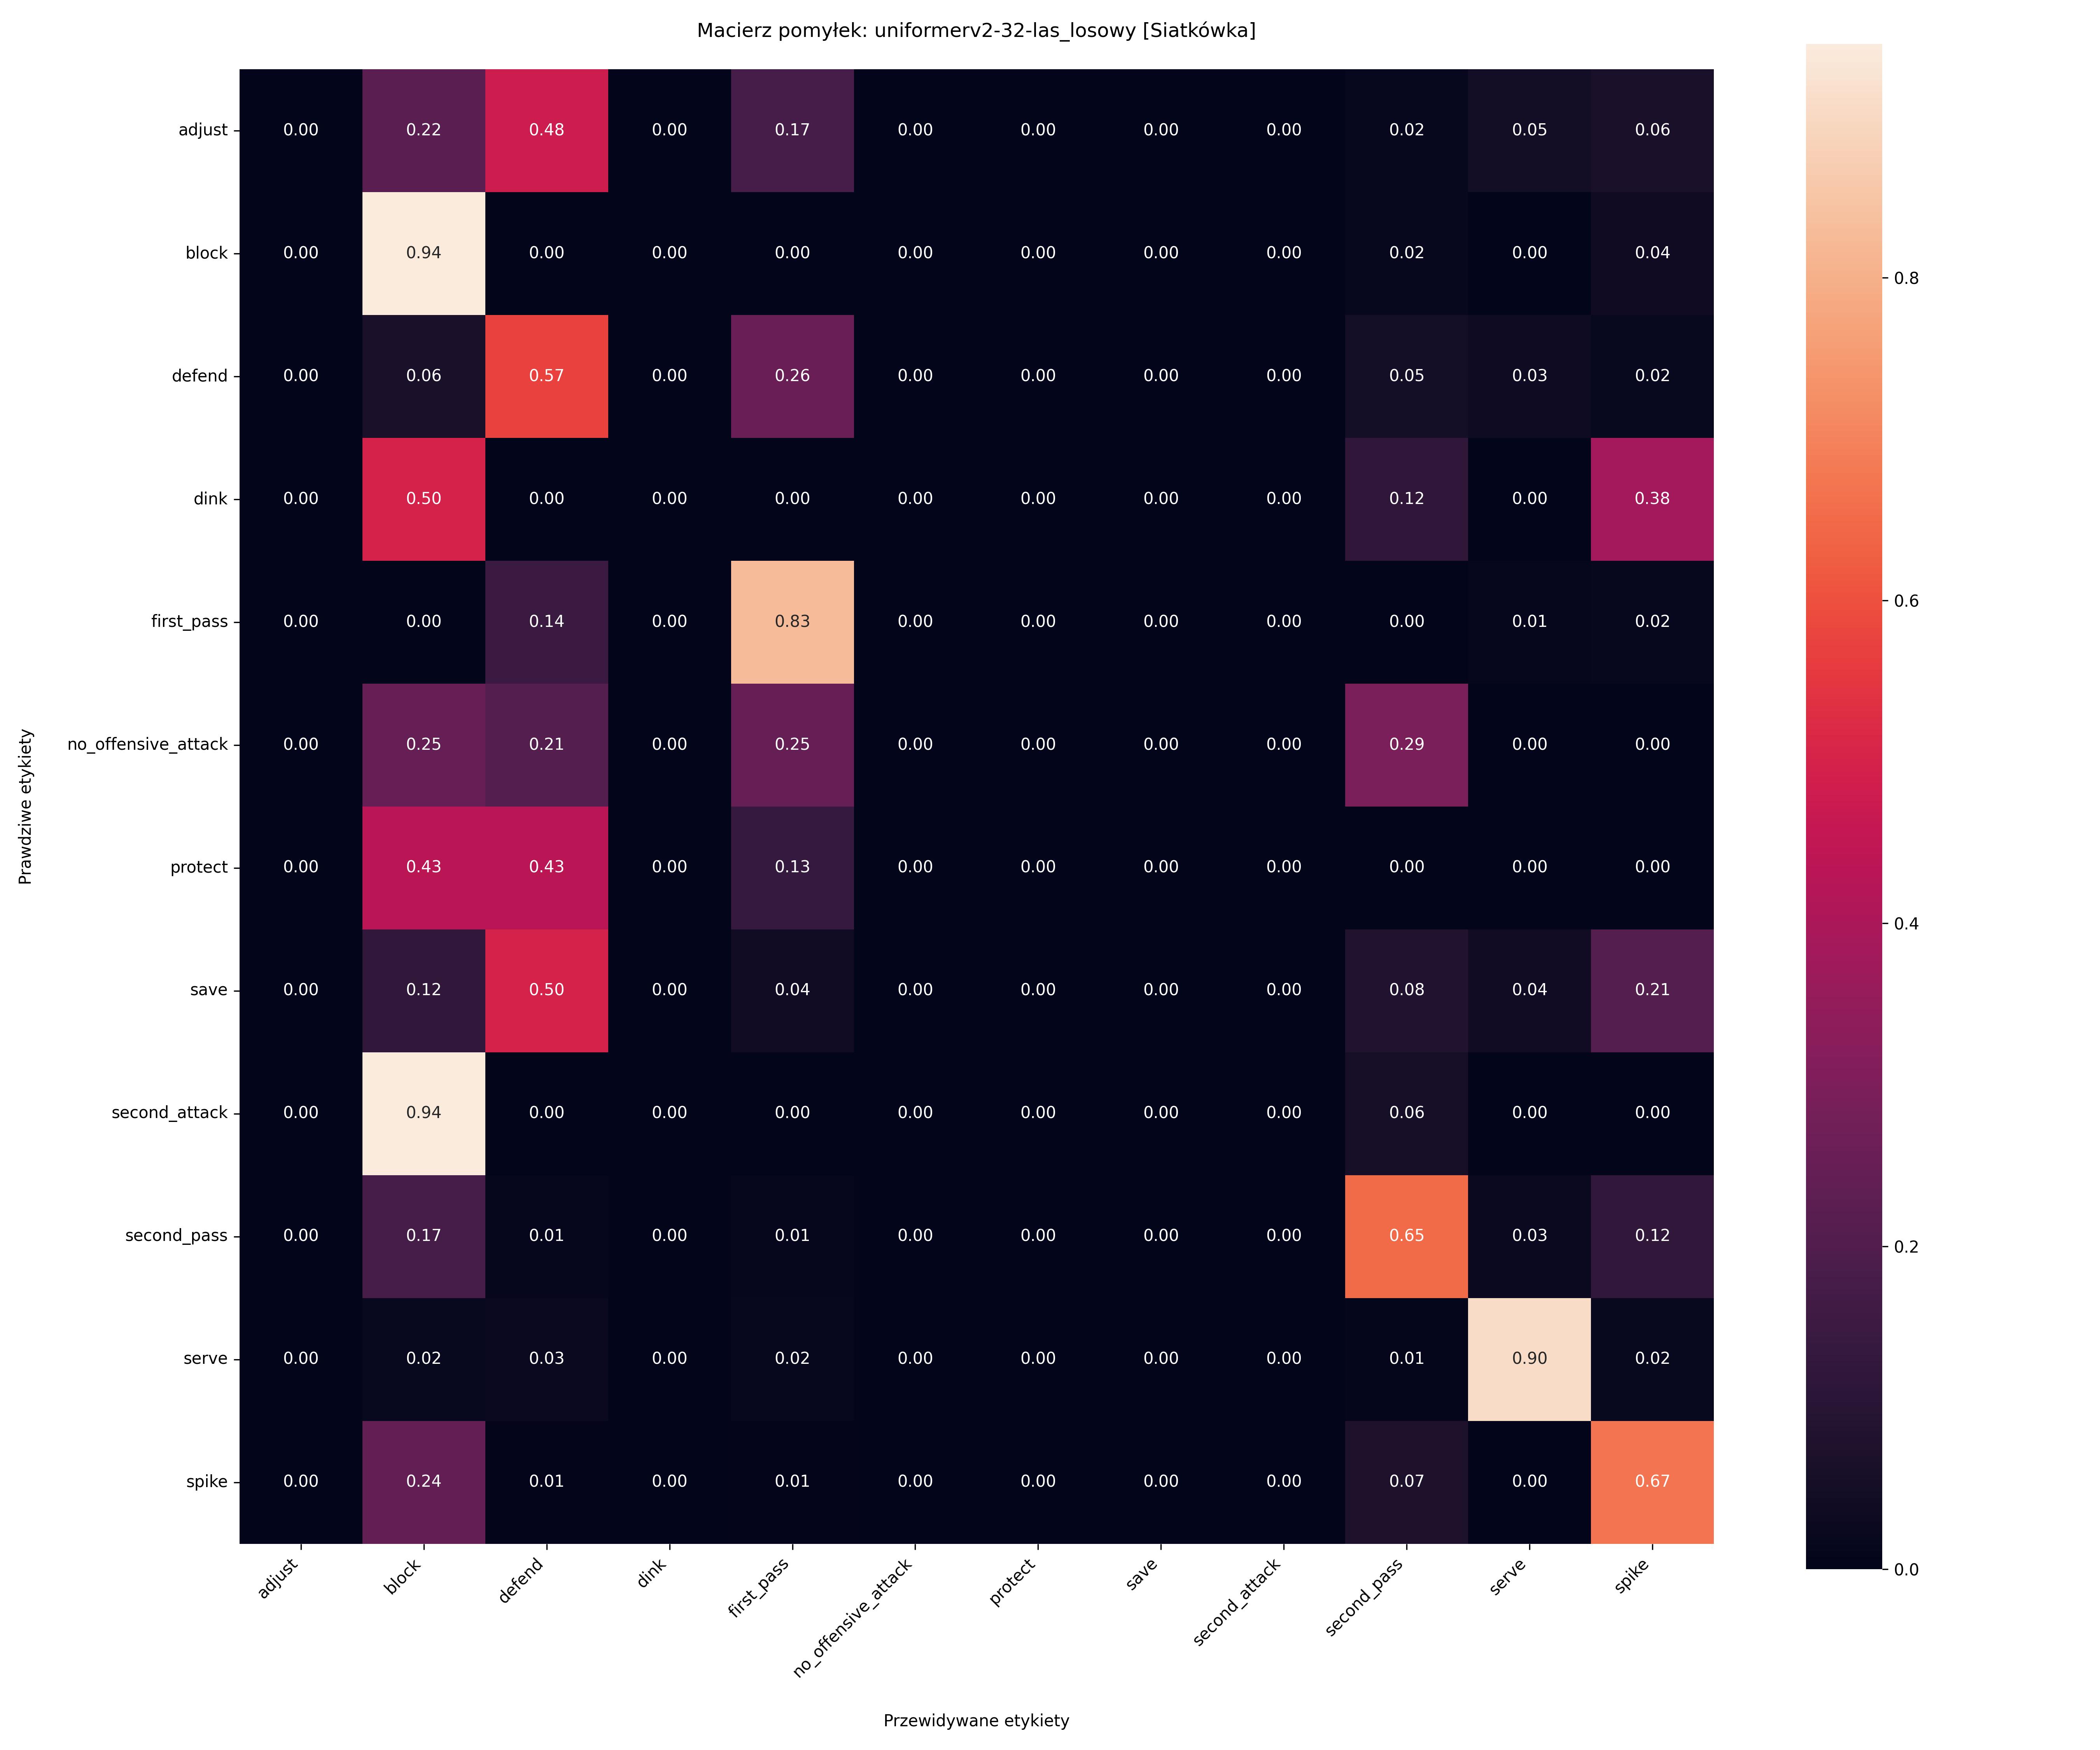 Macierz pomyłek: uniformerv2-32-las_losowy [Siatkówka]
adjust 0.00 0.22 0.48 0.00 0.17 0.00 0.00 0.00 0.00 0.02 0.05 0.06
block 0.00 0.94 0.00 0.00 0.00 0.00 0.00 0.00 0.00 0.02 0.00 0.04
defend 0.00 0.06 0.57 0.00 0.26 0.00 0.00 0.00 0.00 0.05 0.03 0.02
dink 0.00 0.50 0.00 0.00 0.00 0.00 0.00 0.00 0.00 0.12 0.00 0.38
first_pass 0.00 0.00 0.14 0.00 0.83 0.00 0.00 0.00 0.00 0.00 0.01 0.02
no_offensive_attack 0.00 0.25 0.21 0.00 0.25 0.00 0.00 0.00 0.00 0.29 0.00 0.00
protect 0.00 0.43 0.43 0.00 0.13 0.00 0.00 0.00 0.00 0.00 0.00 0.00
save 0.00 0.12 0.50 0.00 0.04 0.00 0.00 0.00 0.00 0.08 0.04 0.21
second_attack 0.00 0.94 0.00 0.00 0.00 0.00 0.00 0.00 0.00 0.06 0.00 0.00
second_pass 0.00 0.17 0.01 0.00 0.01 0.00 0.00 0.00 0.00 0.65 0.03 0.12
serve 0.00 0.02 0.03 0.00 0.02 0.00 0.00 0.00 0.00 0.01 0.90 0.02
spike 0.00 0.24 0.01 0.00 0.01 0.00 0.00 0.00 0.00 0.07 0.00 0.67
adjust block defend dink first_pass no_offensive_attack protect save second_attack second_pass serve spike
Prawdziwe etykiety
Przewidywane etykiety
0.8
0.6
0.4
0.2
0.0